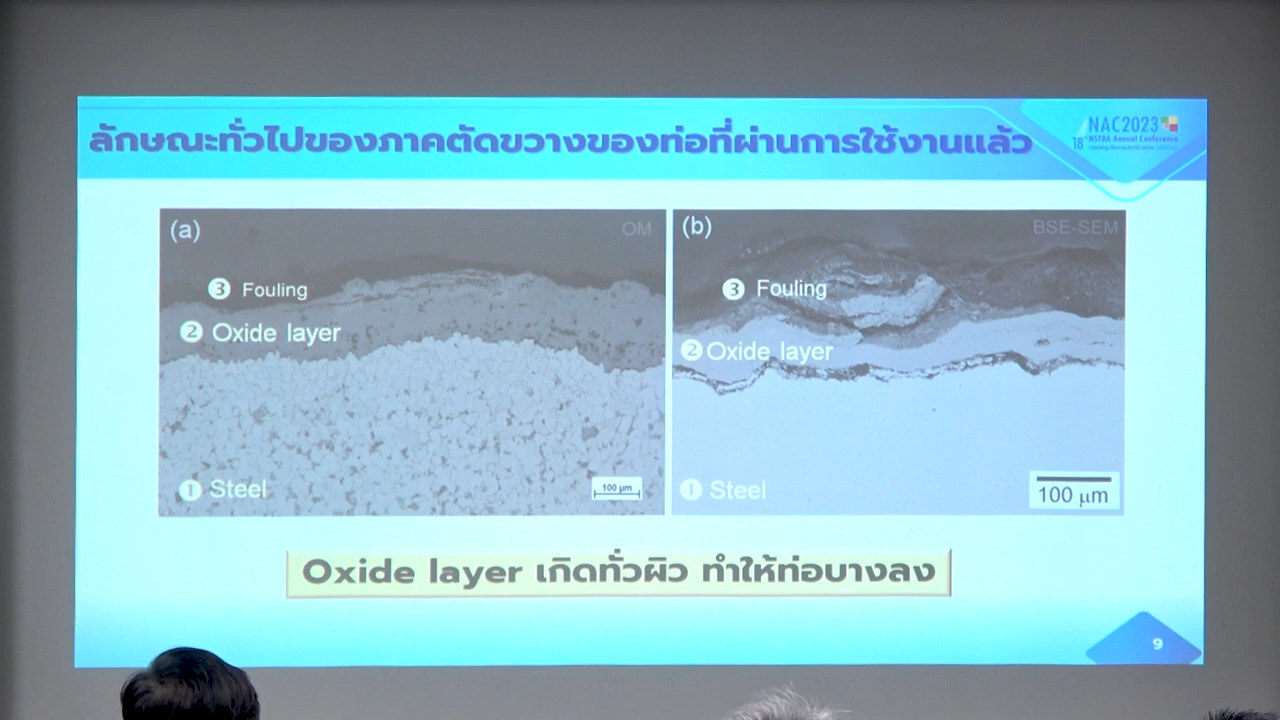 ลักษณะทั่วไปของภาคตัดขวางของท่อที่ผ่านการใช้งานแล้ว
NAC2023
18
NSTDA Annual Conference
(a)
OM
3 Fouling
2 Oxide layer
1 Steel
100 µm
(b)
BSE-SEM
3 Fouling
2 Oxide layer
1 Steel
100 µm
Oxide layer เกิดทั่วผิว ทำให้ท่อบางลง
9